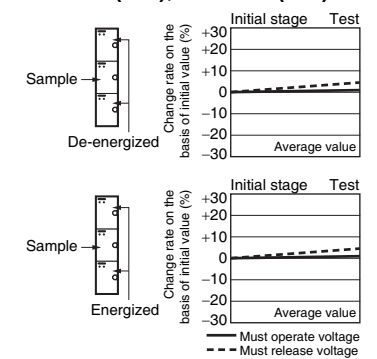 Initial stage Test
Change rate on the
basis of initial value (%)
+30
+20
+10
0
−10
−20
−30
Sample
De-energized
Average value
Initial stage Test
Change rate on the
basis of initial value (%)
+30
+20
+10
0
−10
−20
−30
Sample
Energized
Average value
Must operate voltage
Must release voltage